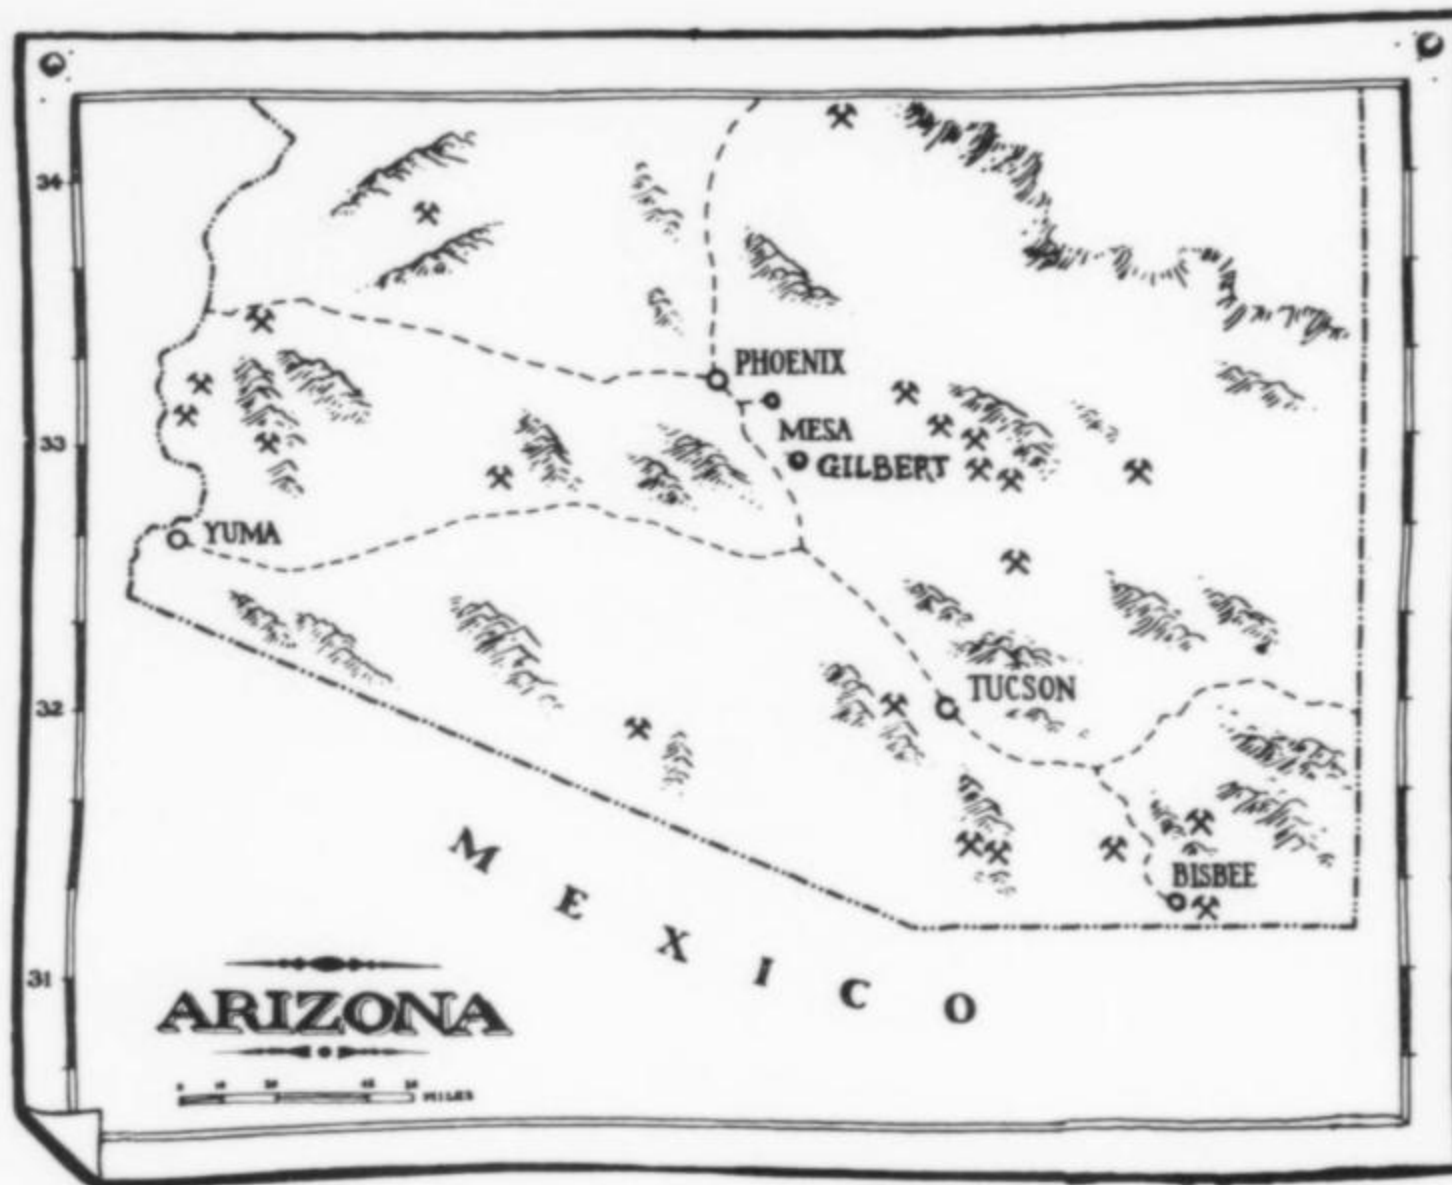 34
PHOENIX
MESA
33
GILBERT
YUMA
TUCSON
32
BISBEE
MEXICO
31
ARIZONA
MILES